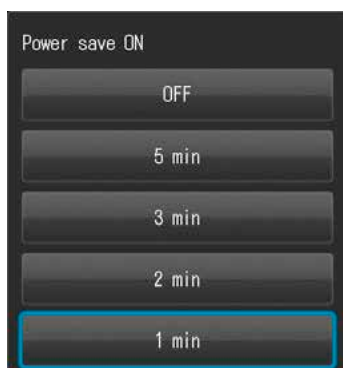 Power save ON
OFF
5 min
3 min
2 min
1 min